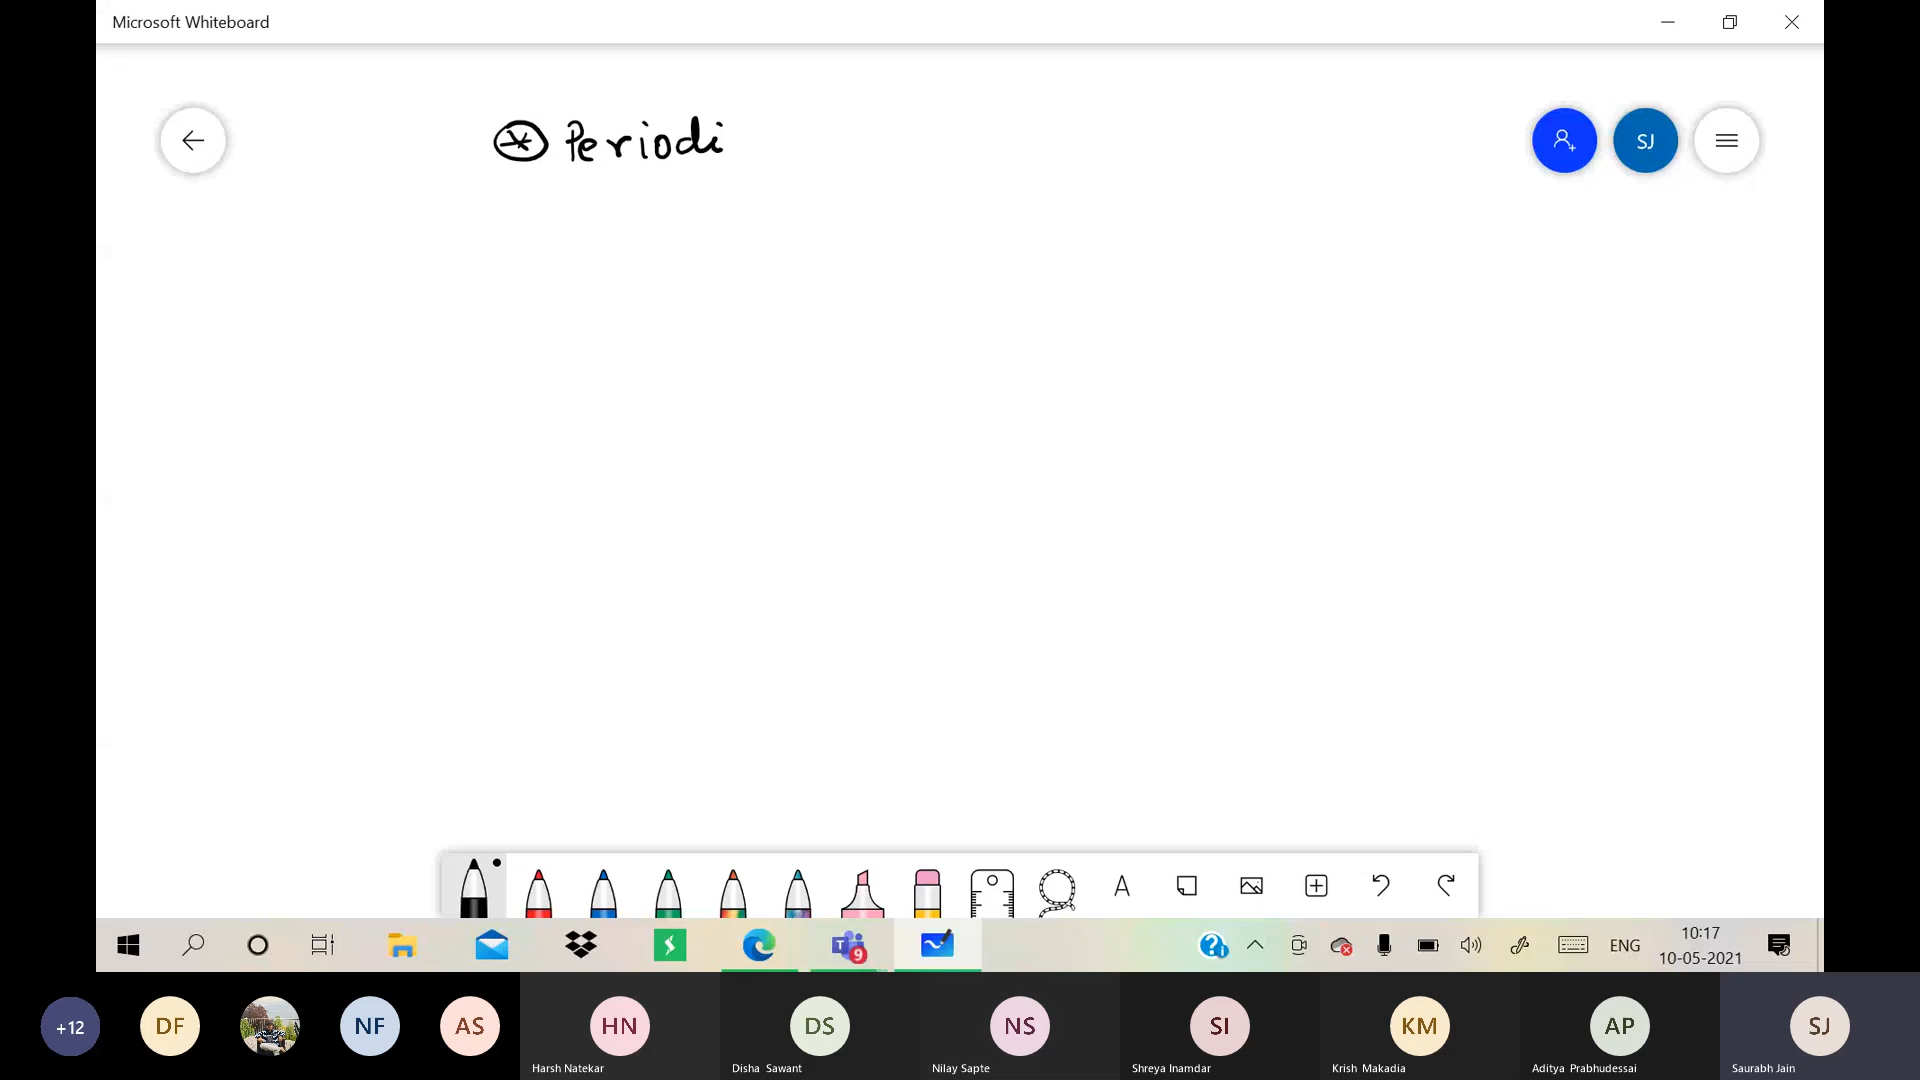 Microsoft Whiteboard
Periodi
SJ
A
T
9
ENG
10:17
10-05-2021
+12
DF
NF
AS
HN
DS
NS
SI
KM
AP
SJ
Harsh Natekar
Disha Sawant
Nilay Sapte
Shreya Inamdar
Krish Makadia
Aditya Prabhudessai
Saurabh Jain